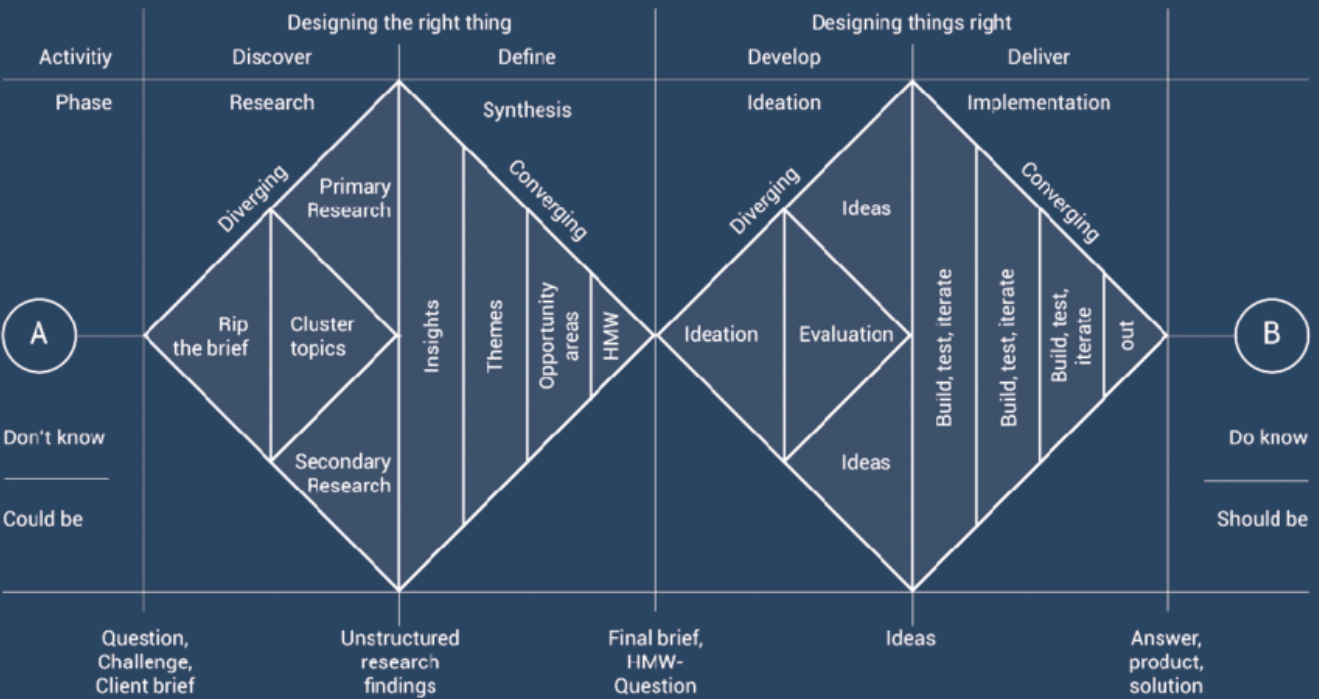 Designing the right thing
Designing things right
Activitiy
Discover
Define
Develop
Deliver
Phase
Research
Synthesis
Ideation
Implementation
Diverging
Converging
Diverging
Converging
Primary
Research
Ideas
Rip
the brief
Cluster
topics
Insights
Themes
Opportunity
areas
HMW
Ideation
Evaluation
Build, test, iterate
Build, test, iterate
Build, test,
iterate
out
A
B
Secondary
Research
Ideas
Don't know
Could be
Do know
Should be
Question,
Challenge,
Client brief
Unstructured
research
findings
Final brief,
HMW-
Question
Ideas
Answer,
product,
solution